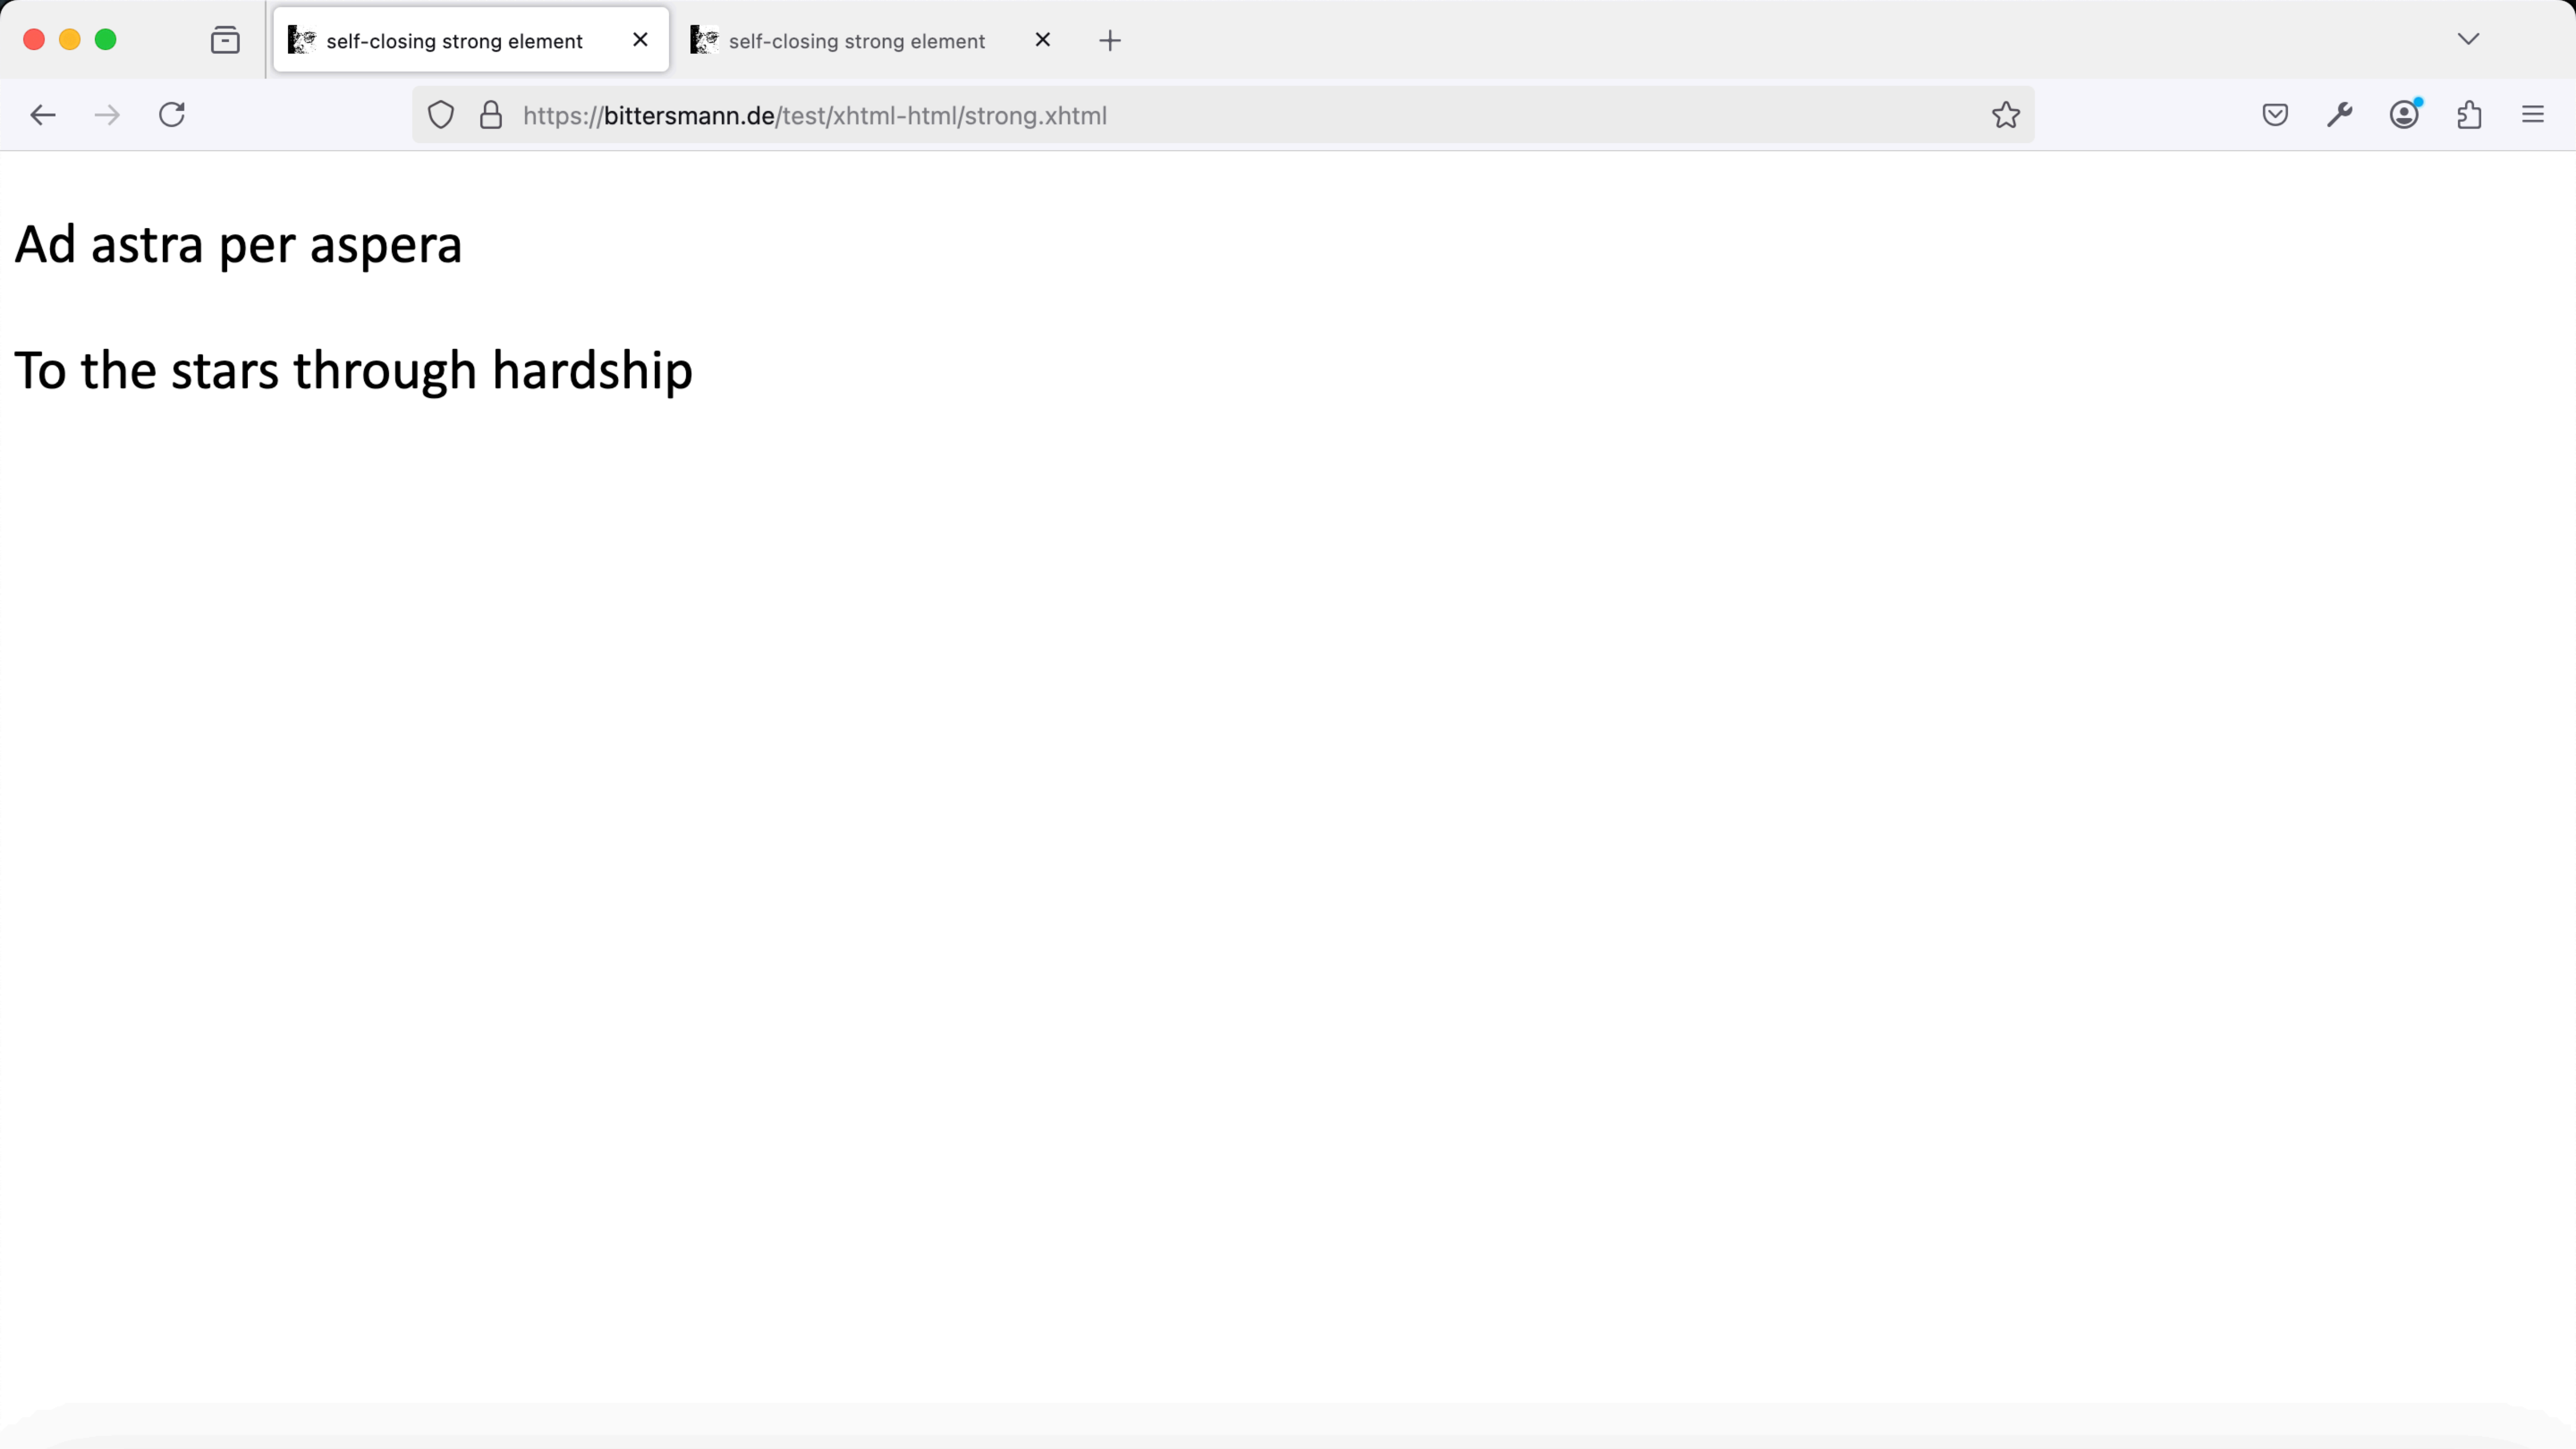 self-closing strong element
self-closing strong element
https://bittersmann.de/test/xhtml-html/strong.xhtml
Ad astra per aspera
To the stars through hardship